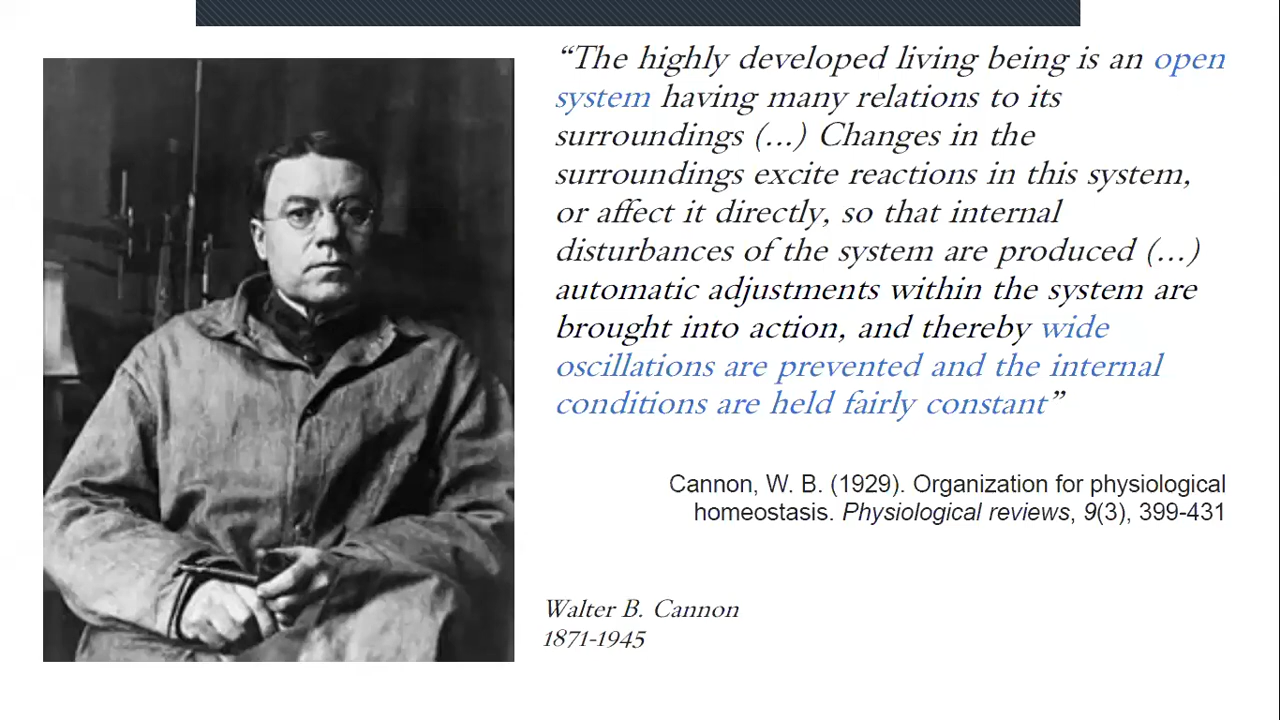 “The highly developed living being is an open
system having many relations to its
surroundings (...) Changes in the
surroundings excite reactions in this system,
or affect it directly, so that internal
disturbances of the system are produced (...)
automatic adjustments within the system are
brought into action, and thereby wide
oscillations are prevented and the internal
conditions are held fairly constant”
Cannon, W. B. (1929). Organization for physiological
homeostasis. Physiological reviews, 9(3), 399-431
Walter B. Cannon
1871-1945